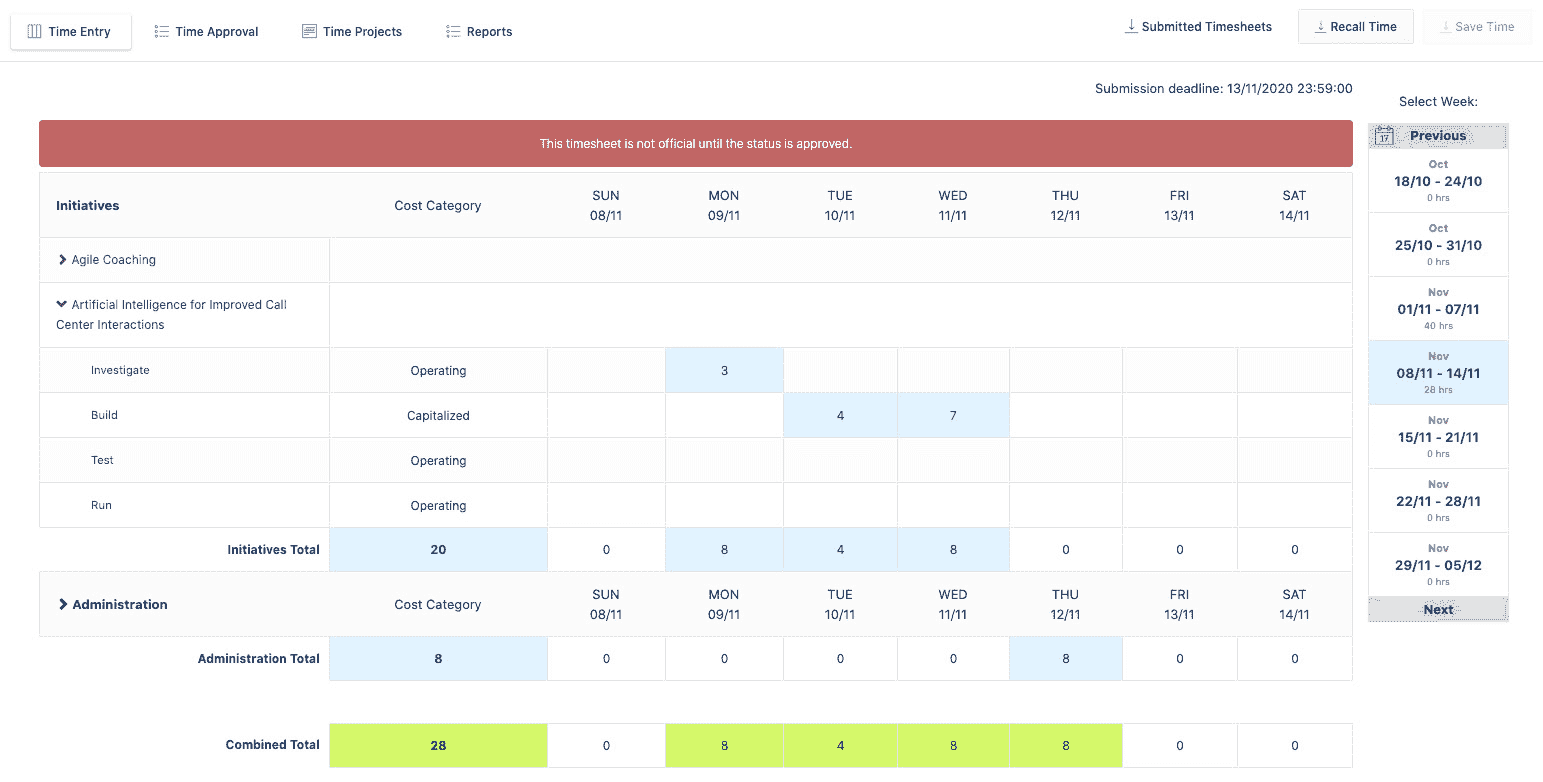 Time Entry Time Approval Time Projects Reports Submitted Timesheets Recall Time Save Time
Submission deadline: 13/11/2020 23:59:00
This timesheet is not official until the status is approved.
Initiatives Cost Category SUN 08/11 MON 09/11 TUE 10/11 WED 11/11 THU 12/11 FRI 13/11 SAT 14/11
Agile Coaching
Artificial Intelligence for Improved Call
Center Interactions
Investigate Operating 3
Build Capitalized 4 7
Test Operating
Run Operating
Initiatives Total 20 0 8 4 8 0 0 0
Administration Cost Category SUN 08/11 MON 09/11 TUE 10/11 WED 11/11 THU 12/11 FRI 13/11 SAT 14/11
Administration Total 8 0 0 0 0 8 0 0
Combined Total 28 0 8 4 8 8 0 0
Select Week:
17 Previous
Oct
18/10 - 24/10
0 hrs
Oct
25/10 - 31/10
0 hrs
Nov
01/11 - 07/11
40 hrs
Nov
08/11 - 14/11
28 hrs
Nov
15/11 - 21/11
0 hrs
Nov
22/11 - 28/11
0 hrs
Nov
29/11 - 05/12
0 hrs
Next